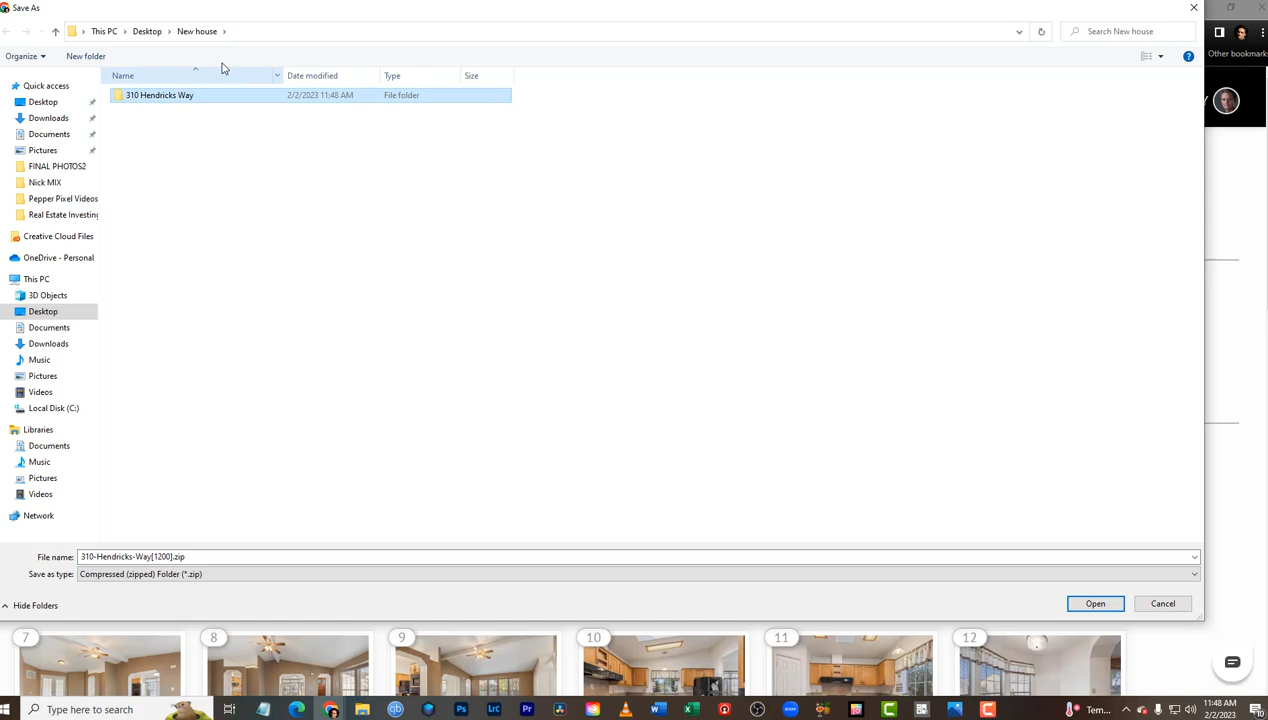 Save As
This PC
Desktop
New house
Search New house
Organize
New folder
Other bookmarks
Name
Date modified
Type
Size
310 Hendricks Way
2/2/2023 11:48 AM
File folder
Quick access
Desktop
Downloads
Documents
Pictures
FINAL PHOTOS2
Nick MIX
Pepper Pixel Videos
Real Estate Investing
Creative Cloud Files
OneDrive - Personal
This PC
3D Objects
Desktop
Documents
Downloads
Music
Pictures
Videos
Local Disk (C:)
Libraries
Documents
Music
Pictures
Videos
Network
File name: 310-Hendricks-Way[1200].zip
Save as type: Compressed (zipped) Folder (*.zip)
Hide Folders
Open
Cancel
7
8
9
10
11
12
Type here to search
Tem...
11:48 AM
2/2/2023